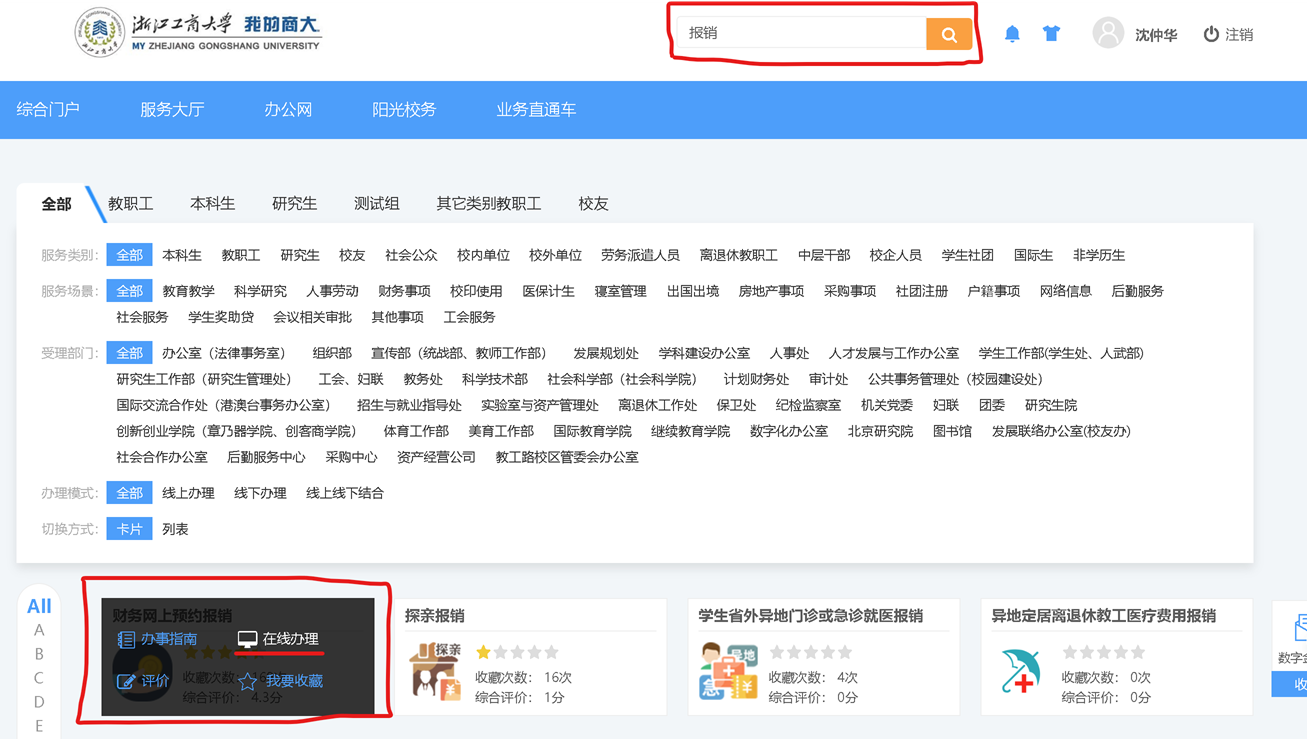 浙江工商大学 我的商大
MY ZHEJIANG GONGSHANG UNIVERSITY
报销
沈仲华 注销
综合门户 服务大厅 办公网 阳光校务 业务直通车
全部 教职工 本科生 研究生 测试组 其它类别教职工 校友
服务类别: 全部 本科生 教职工 研究生 校友 社会公众 校内单位 校外单位 劳务派遣人员 离退休教职工 中层干部 校企人员 学生社团 国际生 非学历生
服务场景: 全部 教育教学 科学研究 人事劳动 财务事项 校印使用 医保计生 寝室管理 出国出境 房地产事项 采购事项 社团注册 户籍事项 网络信息 后勤服务
社会服务 学生奖助贷 会议相关审批 其他事项 工会服务
受理部门: 全部 办公室（法律事务室） 组织部 宣传部（统战部、教师工作部） 发展规划处 学科建设办公室 人事处 人才发展与工作办公室 学生工作部(学生处、人武部)
研究生工作部（研究生管理处） 工会、妇联 教务处 科学技术部 社会科学部（社会科学院） 计划财务处 审计处 公共事务管理处（校园建设处）
国际交流合作处（港澳台事务办公室） 招生与就业指导处 实验室与资产管理处 离退休工作处 保卫处 纪检监察室 机关党委 妇联 团委 研究生院
创新创业学院（章乃器学院、创客商学院） 体育工作部 美育工作部 国际教育学院 继续教育学院 数字化办公室 北京研究院 图书馆 发展联络办公室(校友办)
社会合作办公室 后勤服务中心 采购中心 资产经营公司 教工路校区管委会办公室
办理模式: 全部 线上办理 线下办理 线上线下结合
切换方式: 卡片 列表
All
A
B
C
D
E
财务网上预约报销
办事指南 在线办理
评价 我要收藏
收藏次数:
综合评价: 4.3分
探亲报销
探亲
收藏次数: 16次
综合评价: 1分
学生省外异地门诊或急诊就医报销
异地
急
收藏次数: 4次
综合评价: 0分
异地定居离退休教工医疗费用报销
收藏次数: 0次
综合评价: 0分
数字
收